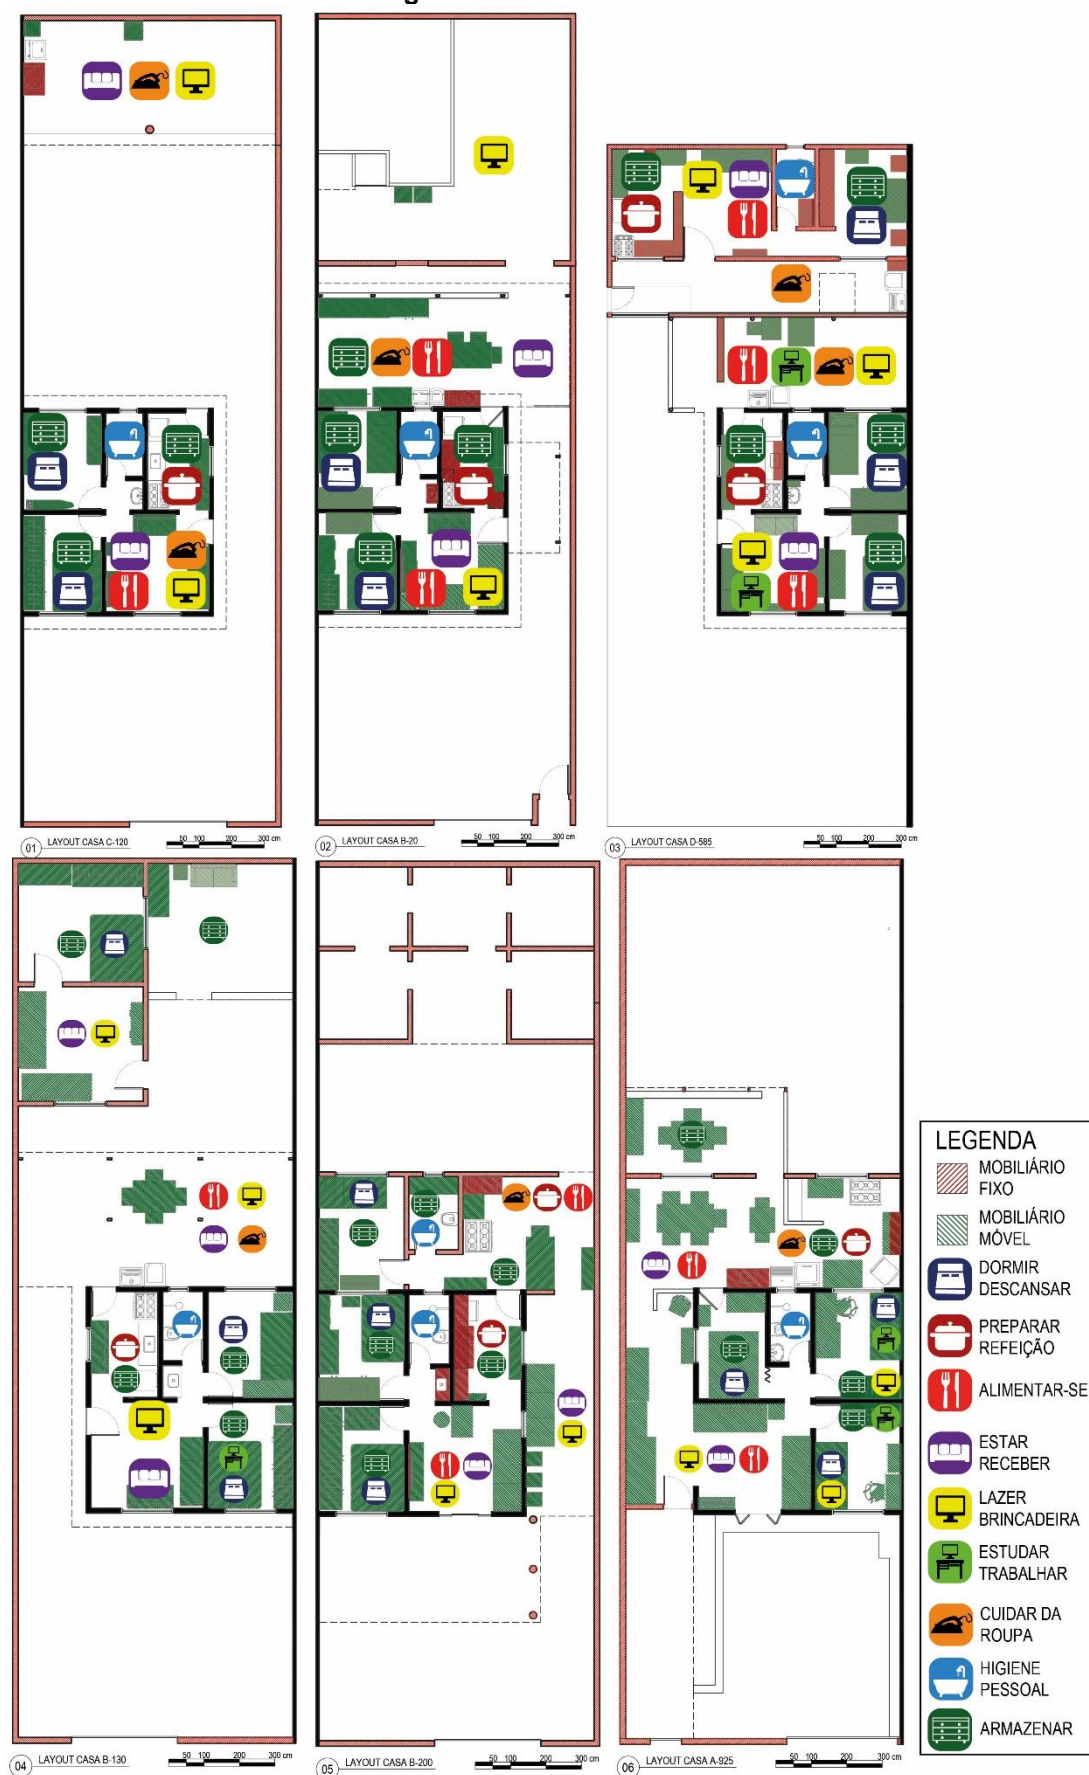 01 LAYOUT CASA C-120
50 100 200 300 cm
02 LAYOUT CASA B-20
50 100 200 300 cm
03 LAYOUT CASA D-585
50 100 200 300 cm
04 LAYOUT CASA B-130
50 100 200 300 cm
05 LAYOUT CASA B-200
50 100 200 300 cm
06 LAYOUT CASA A-925
50 100 200 300 cm
LEGENDA
MOBILIÁRIO
FIXO
MOBILIÁRIO
MÓVEL
DORMIR
DESCANSAR
PREPARAR
REFEIÇÃO
ALIMENTAR-SE
ESTAR
RECEBER
LAZER
BRINCADEIRA
ESTUDAR
TRABALHAR
CUIDAR DA
ROUPA
HIGIENE
PESSOAL
ARMAZENAR